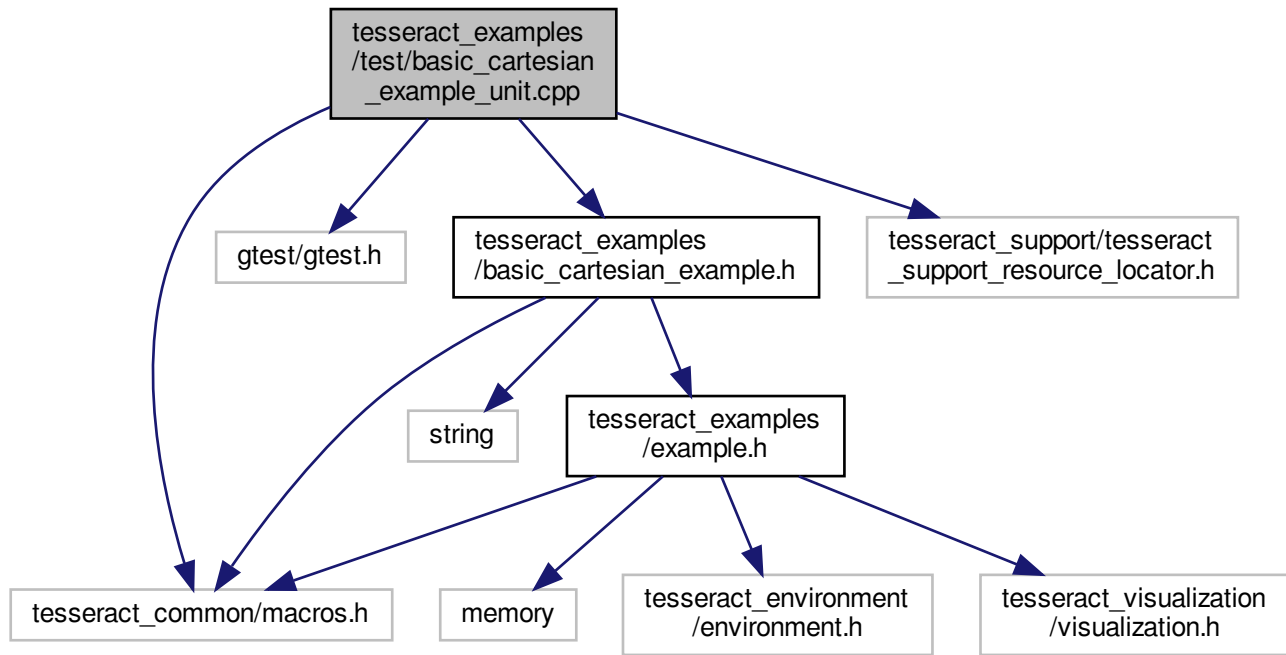 tesseract_examples
/test/basic_cartesian
_example_unit.cpp
gtest/gtest.h
tesseract_examples
/basic_cartesian_example.h
tesseract_support/tesseract
_support_resource_locator.h
string
tesseract_examples
/example.h
tesseract_common/macros.h
memory
tesseract_environment
/environment.h
tesseract_visualization
/visualization.h